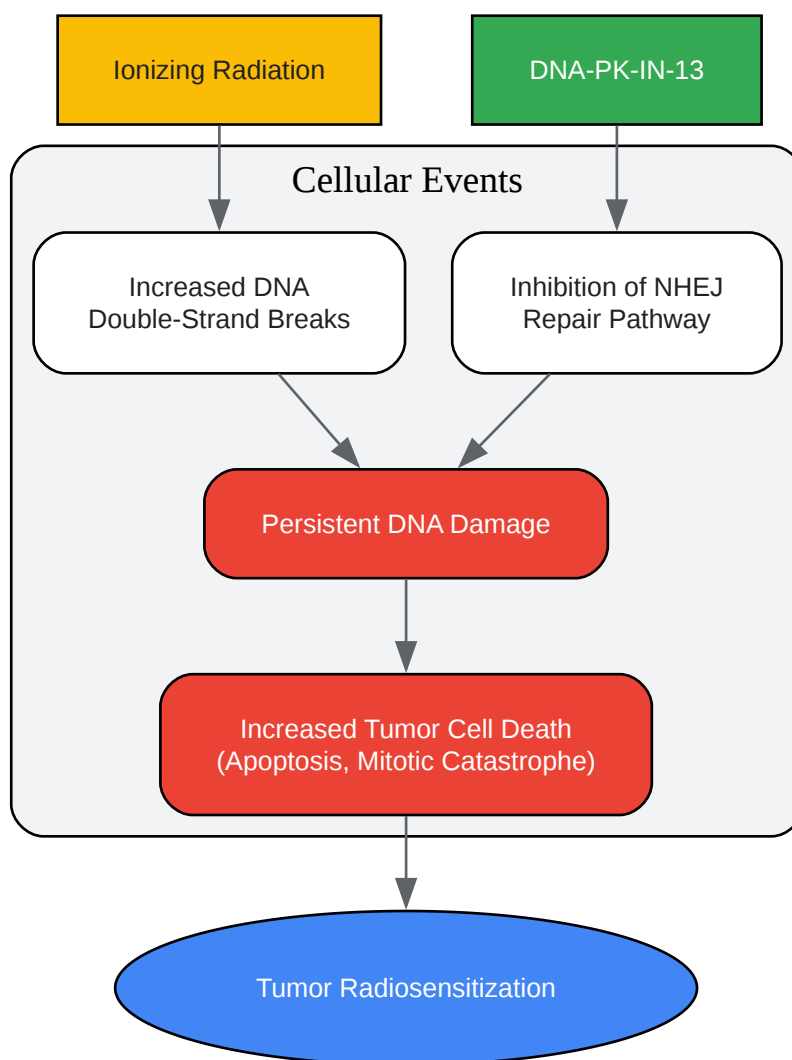 Ionizing Radiation
DNA-PK-IN-13
Cellular Events
Increased DNA
Double-Strand Breaks
Inhibition of NHEJ
Repair Pathway
Persistent DNA Damage
Increased Tumor Cell Death
(Apoptosis, Mitotic Catastrophe)
Tumor Radiosensitization